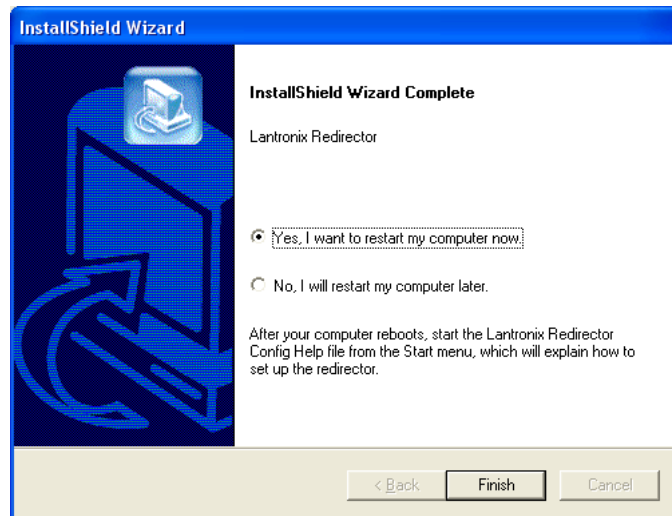 InstallShield Wizard
InstallShield Wizard Complete
Lantronix Redirector
Yes, I want to restart my computer now.
No, I will restart my computer later.
After your computer reboots, start the Lantronix Redirector
Config Help file from the Start menu, which will explain how to
set up the redirector.
< Back
Finish
Cancel